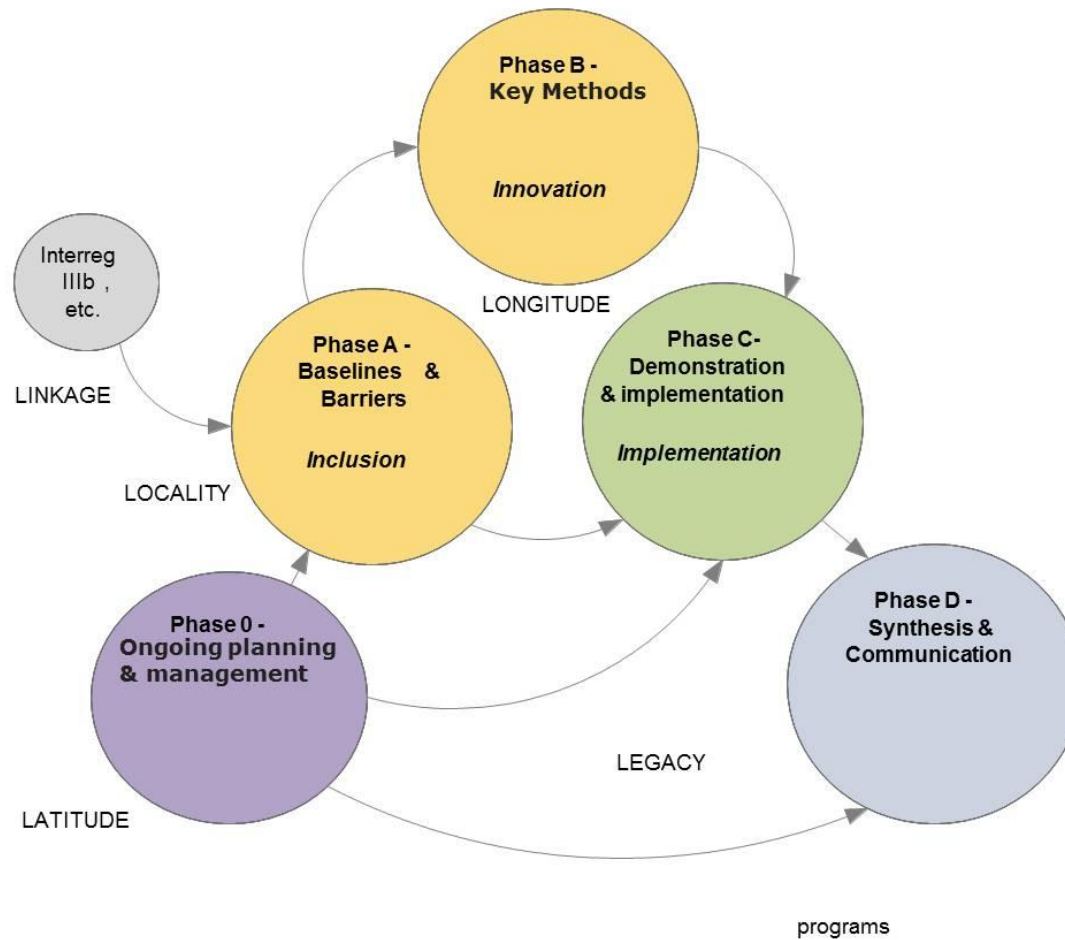 Phase B -
Key Methods
Innovation
Interreg
IIIb ,
etc.
LONGITUDE
Phase A -
Baselines &
Barriers
Inclusion
Phase C-
Demonstration
& implementation
Implementation
LINKAGE
LOCALITY
Phase 0 -
Ongoing planning
& management
Phase D -
Synthesis &
Communication
LEGACY
LATITUDE
programs